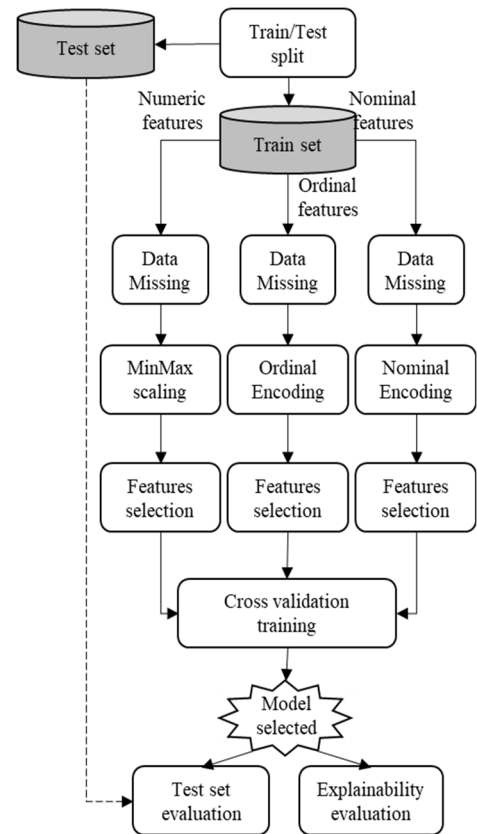 Test set
Train/Test
split
Numeric
features
Nominal
features
Train set
Ordinal
features
Data
Missing
Data
Missing
Data
Missing
MinMax
scaling
Ordinal
Encoding
Nominal
Encoding
Features
selection
Features
selection
Features
selection
Cross validation
training
Model
selected
Test set
evaluation
Explainability
evaluation